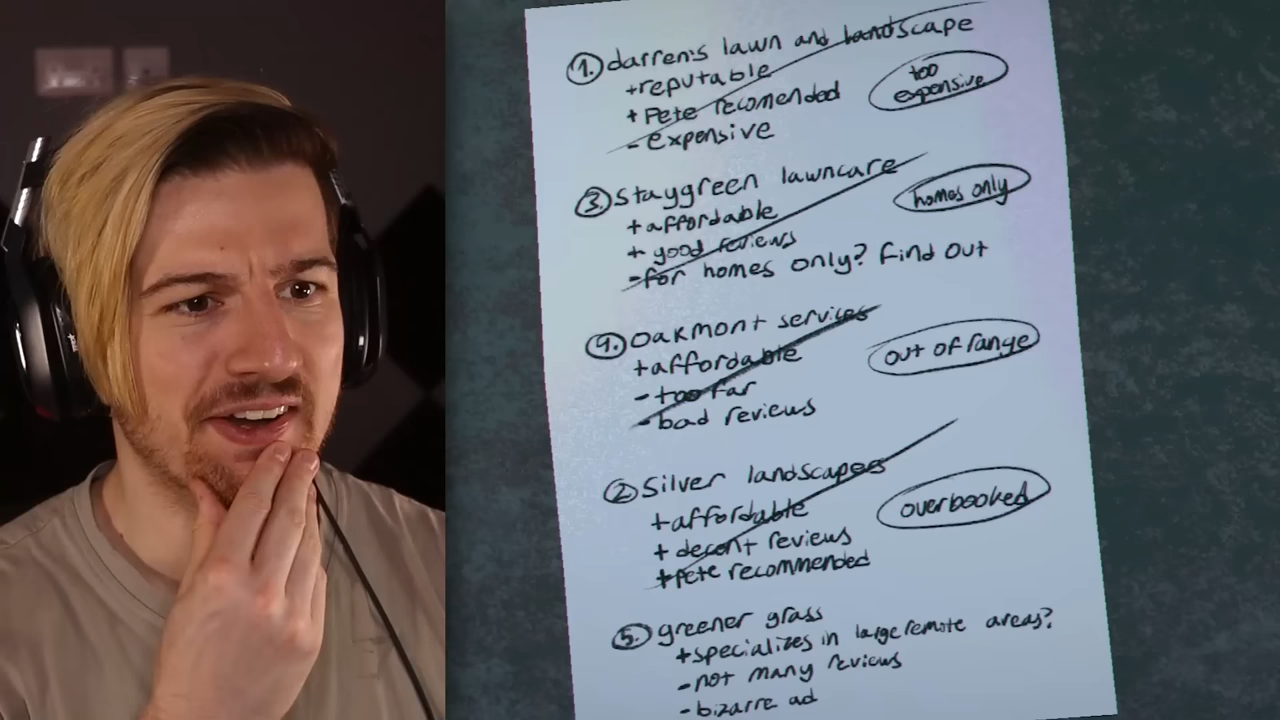 1. darren's lawn and landscape
+reputable
+ Pete recomended
- expensive
too expensive
3. staygreen lawncare
+affordable
+ good reviews
-for homes only? Find out
homes only
4. Oakmont services
+affordable
- too far
-bad reviews
out of range
2. Silver landscapers
+affordable
+ decent reviews
+Pete recommended
overbooked
5. greener grass
+specializes in large remote areas?
-not many reviews
-bizarre ad